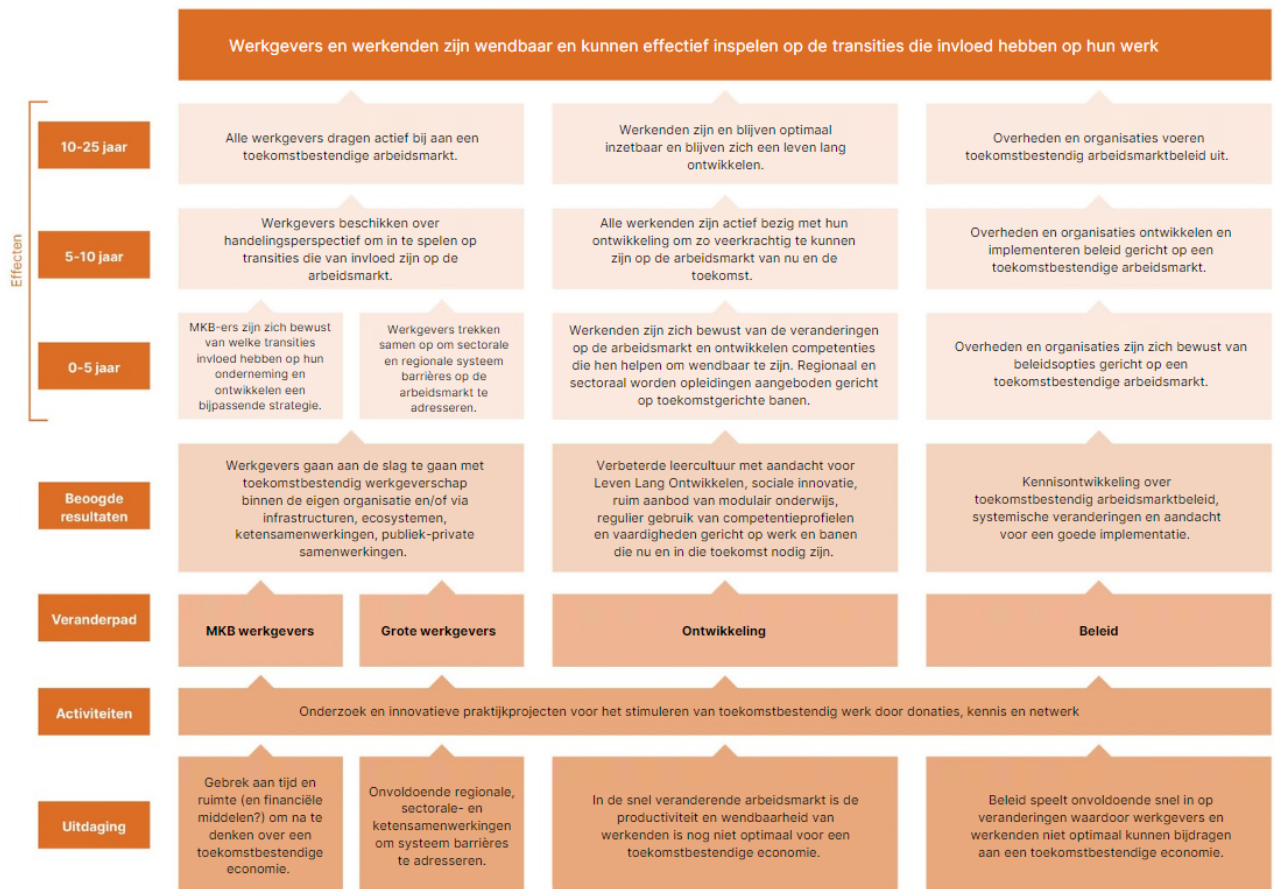 Werkgevers en werkenden zijn wendbaar en kunnen effectief inspelen op de transities die invloed hebben op hun werk
Effecten
10-25 jaar
Alle werkgevers dragen actief bij aan een
toekomstbestendige arbeidsmarkt.
Werkenden zijn en blijven optimaal
inzetbaar en blijven zich een leven lang
ontwikkelen.
Overheden en organisaties voeren
toekomstbestendig arbeidsmarktbeleid uit.
5-10 jaar
Werkgevers beschikken over
handelingsperspectief om in te spelen op
transities die van invloed zijn op de
arbeidsmarkt.
Alle werkenden zijn actief bezig met hun
ontwikkeling om zo veerkrachtig te kunnen
zijn op de arbeidsmarkt van nu en de
toekomst.
Overheden en organisaties ontwikkelen en
implementeren beleid gericht op een
toekomstbestendige arbeidsmarkt.
0-5 jaar
MKB-ers zijn zich bewust
van welke transities
invloed hebben op hun
onderneming en
ontwikkelen een
bijpassende strategie.
Werkgevers trekken
samen op om sectorale
en regionale systeem
barrières op de
arbeidsmarkt te
adresseren.
Werkenden zijn zich bewust van de veranderingen
op de arbeidsmarkt en ontwikkelen competenties
die hen helpen om wendbaar te zijn. Regionaal en
sectoraal worden opleidingen aangeboden gericht
op toekomstgerichte banen.
Overheden en organisaties zijn zich bewust van
beleidsopties gericht op een
toekomstbestendige arbeidsmarkt.
Beoogde
resultaten
Werkgevers gaan aan de slag te gaan met
toekomstbestendig werkgeverschap
binnen de eigen organisatie en/of via
infrastructuren, ecosystemen,
ketensamenwerkingen, publiek-private
samenwerkingen.
Verbeterde leercultuur met aandacht voor
Leven Lang Ontwikkelen, sociale innovatie,
ruim aanbod van modulair onderwijs,
regulier gebruik van competentieprofielen
en vaardigheden gericht op werk en banen
die nu en in die toekomst nodig zijn.
Kennisontwikkeling over
toekomstbestendig arbeidsmarktbeleid,
systemische veranderingen en aandacht
voor een goede implementatie.
Veranderpad
MKB werkgevers
Grote werkgevers
Ontwikkeling
Beleid
Activiteiten
Onderzoek en innovatieve praktijkprojecten voor het stimuleren van toekomstbestendig werk door donaties, kennis en netwerk
Uitdaging
Gebrek aan tijd en
ruimte (en financiële
middelen?) om na te
denken over een
toekomstbestendige
economie.
Onvoldoende regionale,
sectorale- en
ketensamenwerkingen
om systeem barrières
te adresseren.
In de snel veranderende arbeidsmarkt is de
productiviteit en wendbaarheid van
werkenden is nog niet optimaal voor een
toekomstbestendige economie.
Beleid speelt onvoldoende snel in op
veranderingen waardoor werkgevers en
werkenden niet optimaal kunnen bijdragen
aan een toekomstbestendige economie.